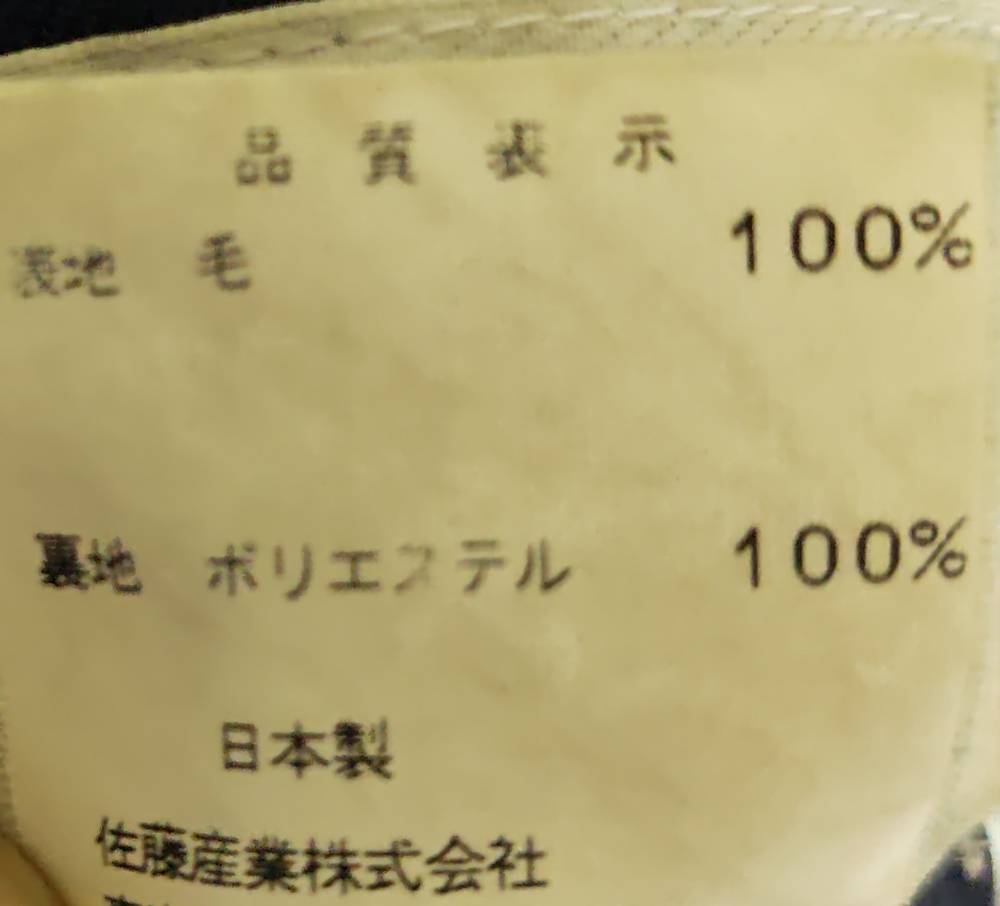 品質表示
表地 毛 100%
裏地 ポリエステル 100%
日本製
佐藤産業株式会社